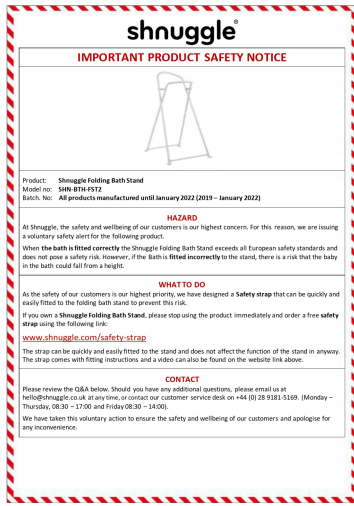 shnuggle®
IMPORTANT PRODUCT SAFETY NOTICE
Product: Shnuggle Folding Bath Stand
Model no: SHN-BTH-FST2
Batch. No: All products manufactured until January 2022 (2019 – January 2022)
HAZARD
At Shnuggle, the safety and wellbeing of our customers is our highest concern. For this reason, we are issuing
a voluntary safety alert for the following product.
When the bath is fitted correctly the Shnuggle Folding Bath Stand exceeds all European safety standards and
does not pose a safety risk. However, if the Bath is fitted incorrectly to the stand, there is a risk that the baby
in the bath could fall from a height.
WHAT TO DO
As the safety of our customers is our highest priority, we have designed a Safety strap that can be quickly and
easily fitted to the folding bath stand to prevent this risk.
If you own a Shnuggle Folding Bath Stand, please stop using the product immediately and order a free safety
strap using the following link:
www.shnuggle.com/safety-strap
The strap can be quickly and easily fitted to the stand and does not affect the function of the stand in anyway.
The strap comes with fitting instructions and a video can also be found on the website link above.
CONTACT
Please review the Q&A below. Should you have any additional questions, please email us at
hello@shnuggle.co.uk at any time, or contact our customer service desk on +44 (0) 28 9181-5169. (Monday –
Thursday, 08:30 – 17:00 and Friday 08:30 – 14:00).
We have taken this voluntary action to ensure the safety and wellbeing of our customers and apologise for
any inconvenience.